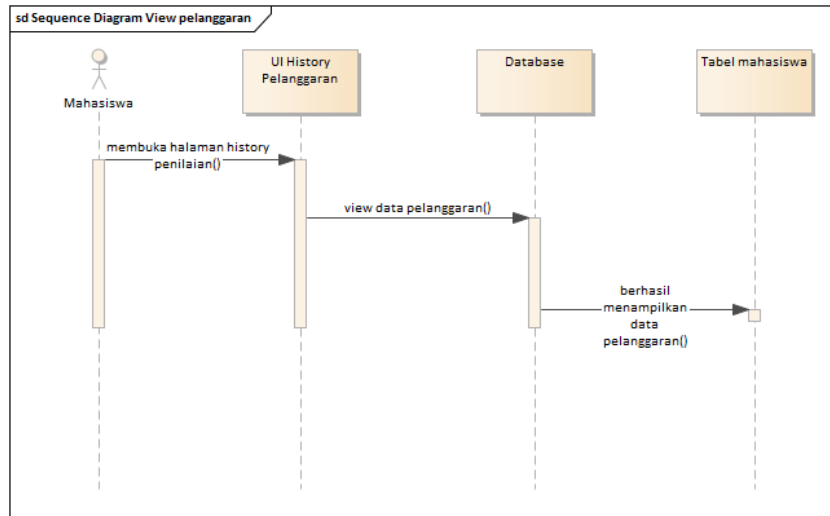 sd Sequence Diagram View pelanggaran
Mahasiswa
UI History
Pelanggaran
Database
Tabel mahasiswa
membuka halaman history
penilaian()
view data pelanggaran()
berhasil
menampilkan
data
pelanggaran()